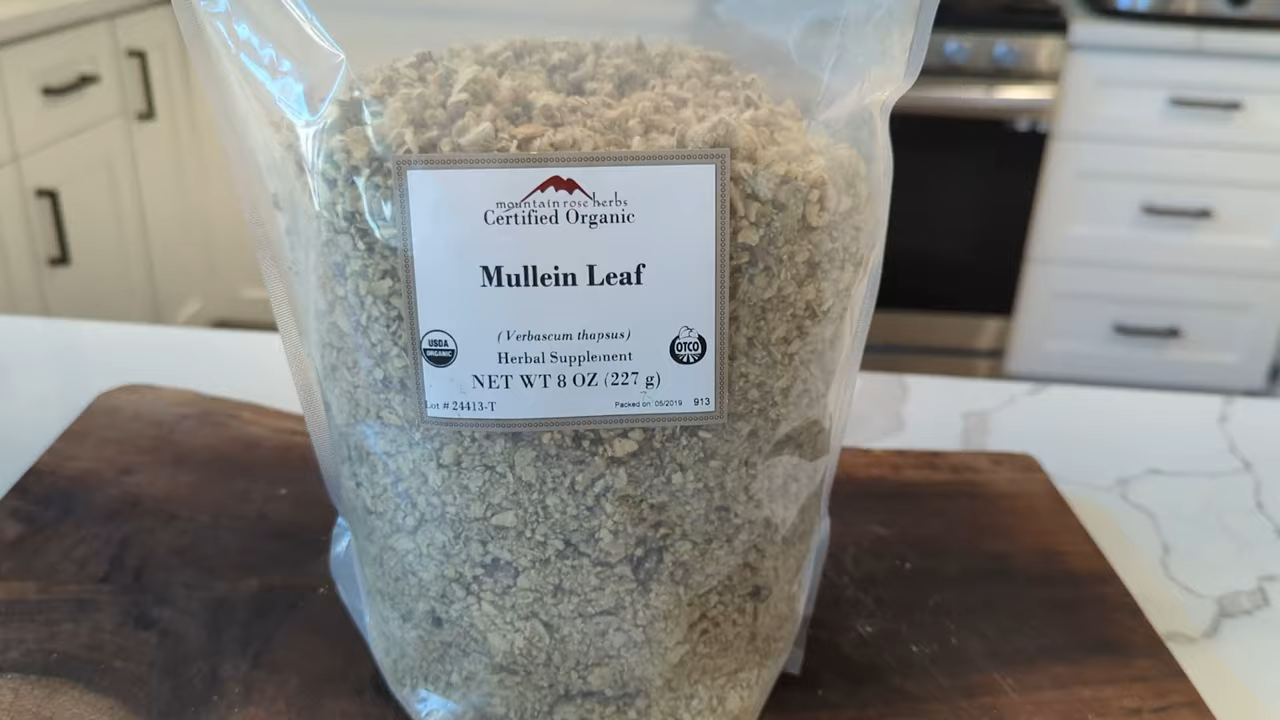 mountain rose herbs
Certified Organic
Mullein Leaf
(Verbascum thapsus)
USDA
ORGANIC
OTCO
Herbal Supplement
NET WT 8 OZ (227 g)
Lot # 24413-T
Packed on: 05/2019 913